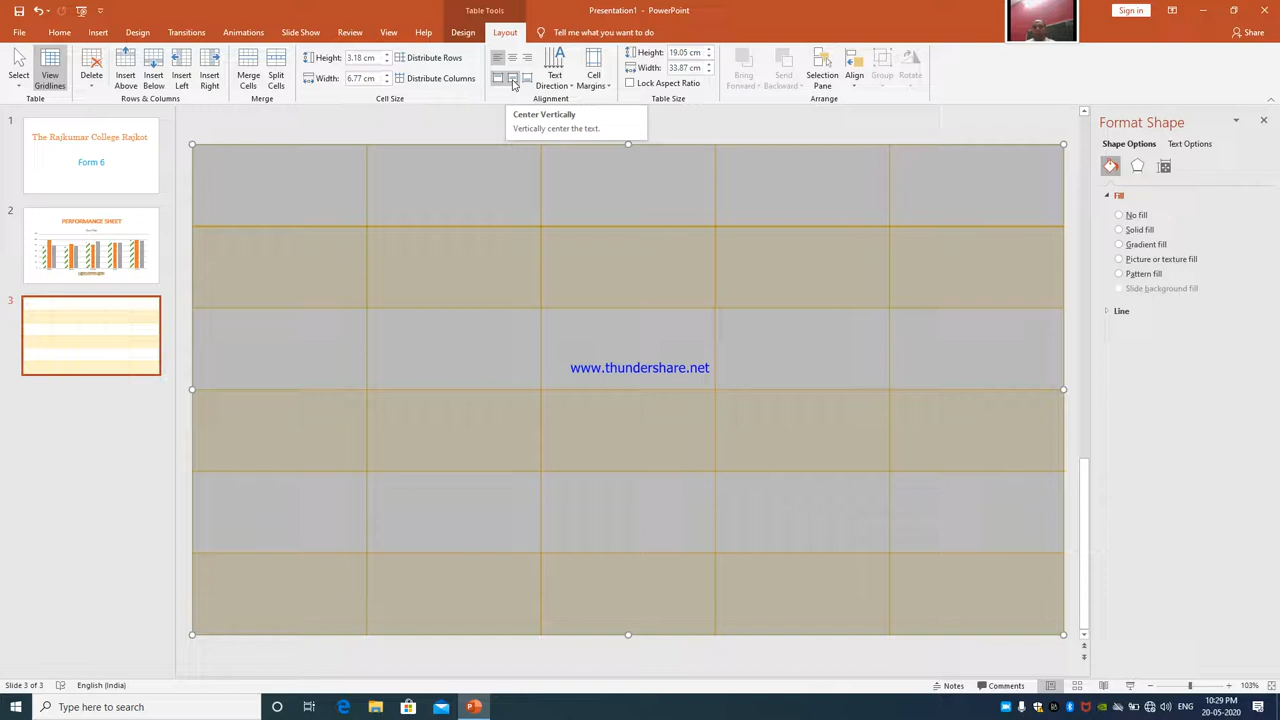 Table Tools
Presentation1 - PowerPoint
Sign in
File Home Insert Design Transitions Animations Slide Show Review View Help Design Layout Tell me what you want to do Share
Select View Gridlines Delete Insert Above Insert Below Insert Left Insert Right Merge Cells Split Cells
Height: 3.18 cm Distribute Rows
Width: 6.77 cm Distribute Columns
Text Direction Cell Margins
Height: 19.05 cm
Width: 33.87 cm
Lock Aspect Ratio
Bring Forward Send Backward Selection Pane Align Group Rotate
Table Rows & Columns Merge Cell Size Alignment Table Size Arrange
Center Vertically
Vertically center the text.
1
The Rajkumar College Rajkot
Form 6
2
PERFORMANCE SHEET
3
www.thundershare.net
Format Shape
Shape Options Text Options
Fill
No fill
Solid fill
Gradient fill
Picture or texture fill
Pattern fill
Slide background fill
Line
Slide 3 of 3 English (India) Notes Comments 103%
Type here to search
ENG
10:29 PM
20-05-2020